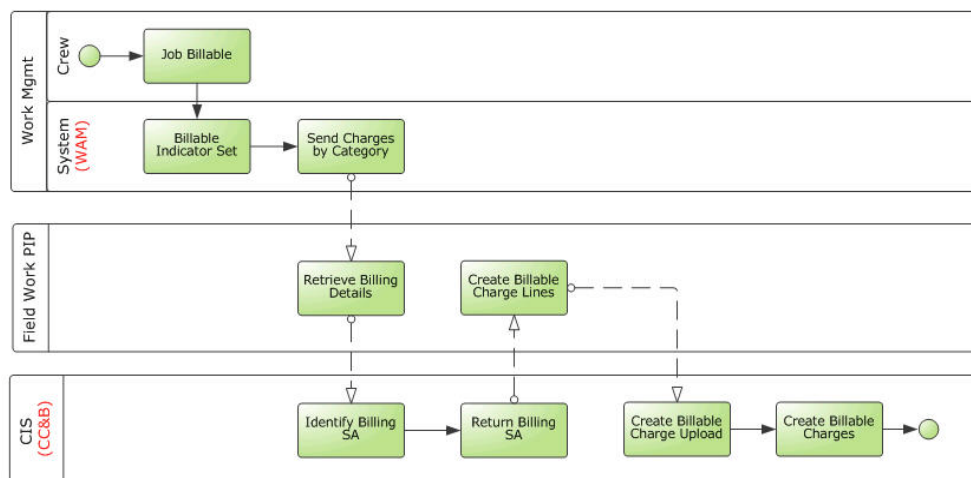 Work Mgmt
Crew
Job Billable
System
(WAM)
Billable
Indicator Set
Send Charges
by Category
Field Work PIP
Retrieve Billing
Details
Create Billable
Charge Lines
CIS
(CC&B)
Identify Billing
SA
Return Billing
SA
Create Billable
Charge Upload
Create Billable
Charges